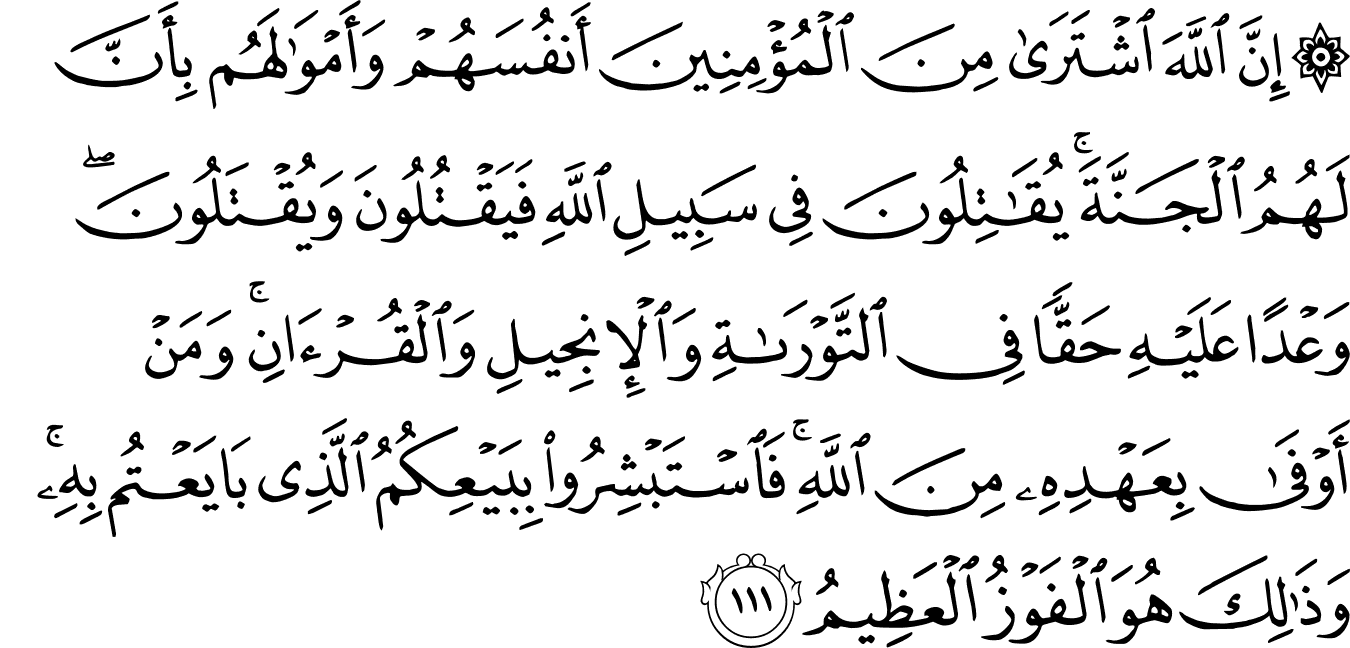 ۞ إِنَّ ٱللَّهَ ٱشْتَرَىٰ مِنَ ٱلْمُؤْمِنِينَ أَنفُسَهُمْ وَأَمْوَٰلَهُم بِأَنَّ
لَهُمُ ٱلْجَنَّةَ ۚ يُقَٰتِلُونَ فِى سَبِيلِ ٱللَّهِ فَيَقْتُلُونَ وَيُقْتَلُونَ ۖ
وَعْدًا عَلَيْهِ حَقًّا فِى ٱلتَّوْرَىٰةِ وَٱلْإِنجِيلِ وَٱلْقُرْءَانِ ۚ وَمَنْ
أَوْفَىٰ بِعَهْدِهِۦ مِنَ ٱللَّهِ ۚ فَٱسْتَبْشِرُوا۟ بِبَيْعِكُمُ ٱلَّذِى بَايَعْتُم بِهِۦ ۚ
وَذَٰلِكَ هُوَ ٱلْفَوْزُ ٱلْعَظِيمُ ١١١